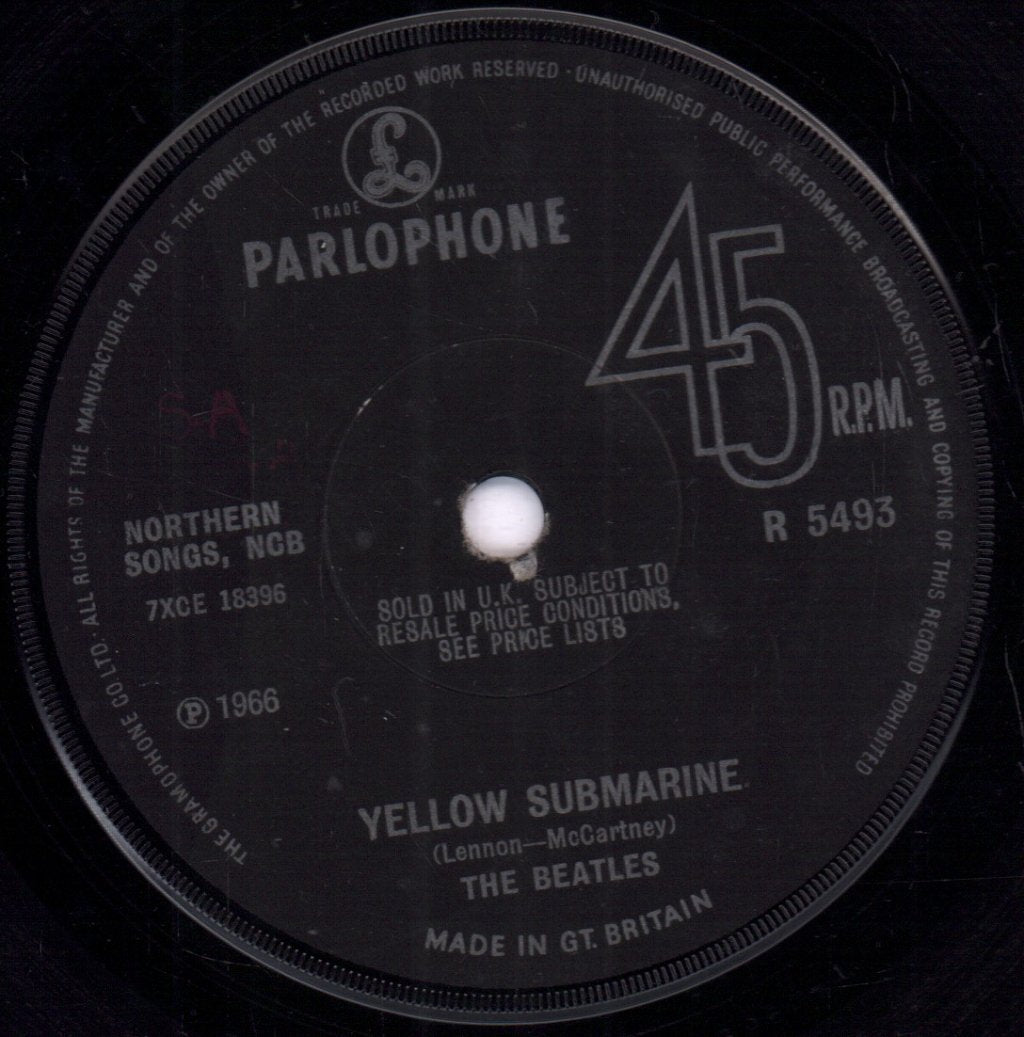 THE GRAMOPHONE CO LTD. · ALL RIGHTS OF THE MANUFACTURER AND OF THE OWNER OF THE RECORDED WORK RESERVED · UNAUTHORISED PUBLIC PERFORMANCE BROADCASTING AND COPYING OF THIS RECORD PROHIBITED
£
TRADE MARK
PARLOPHONE
45
R.P.M.
SA
NORTHERN
SONGS, NCB
7XCE 18396
R 5493
SOLD IN U.K. SUBJECT TO
RESALE PRICE CONDITIONS,
SEE PRICE LISTS
Ⓟ 1966
YELLOW SUBMARINE
(Lennon—McCartney)
THE BEATLES
MADE IN GT. BRITAIN